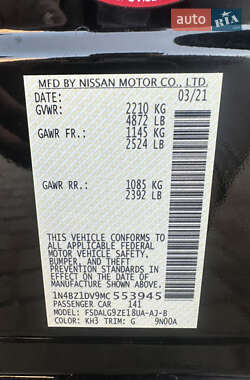 RIA
MFD BY NISSAN MOTOR CO., LTD.
DATE: 03/21
GVWR: 2210 KG
4872 LB
GAWR FR.: 1145 KG
2524 LB
GAWR RR.: 1085 KG
2392 LB
THIS VEHICLE CONFORMS TO ALL
APPLICABLE U.S. FEDERAL MOTOR
VEHICLE SAFETY, BUMPER, AND
THEFT PREVENTION STANDARDS
IN EFFECT ON THE DATE OF
MANUFACTURE SHOWN ABOVE.
1N4BZ1DV9MC553945
PASSENGER CAR 141
MODEL: FSDALG9ZE18UA-AJ-B
COLOR: KH3 TRIM: G 9N00A